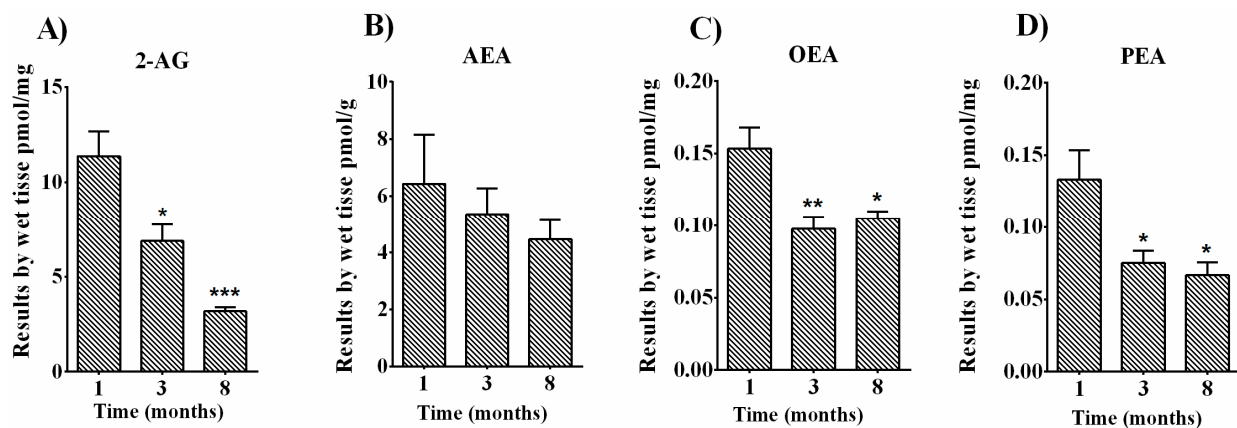 A)
2-AG
Results by wet tisse pmol/mg
15
10
5
0
*
***
1 3 8
Time (months)
B)
AEA
Results by wet tisse pmol/g
10
8
6
4
2
0
1 3 8
Time (months)
C)
OEA
Results by wet tisse pmol/mg
0.20
0.15
0.10
0.05
0.00
**
*
1 3 8
Time (months)
D)
PEA
Results by wet tisse pmol/mg
0.20
0.15
0.10
0.05
0.00
*
*
1 3 8
Time (months)